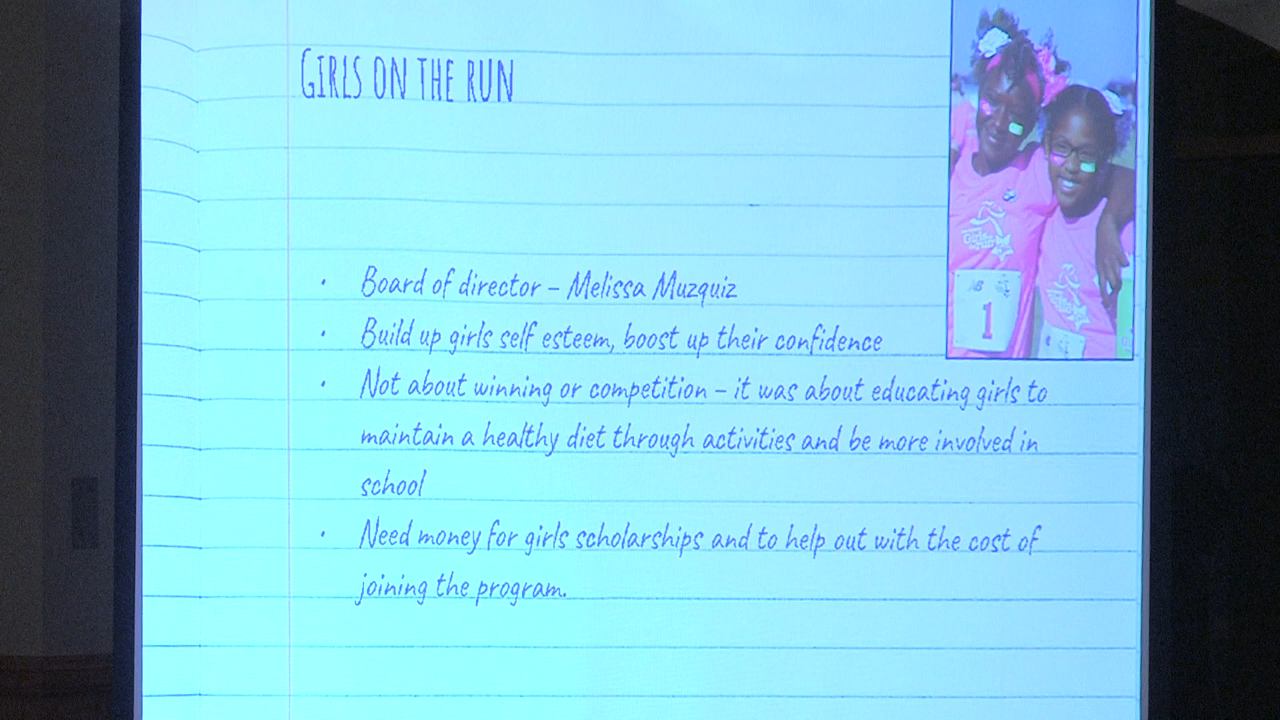 GIRLS ON THE RUN
• Board of director – Melissa Muzquiz
• Build up girls self esteem, boost up their confidence
• Not about winning or competition – it was about educating girls to
maintain a healthy diet through activities and be more involved in
school
• Need money for girls scholarships and to help out with the cost of
joining the program.
Girls
1